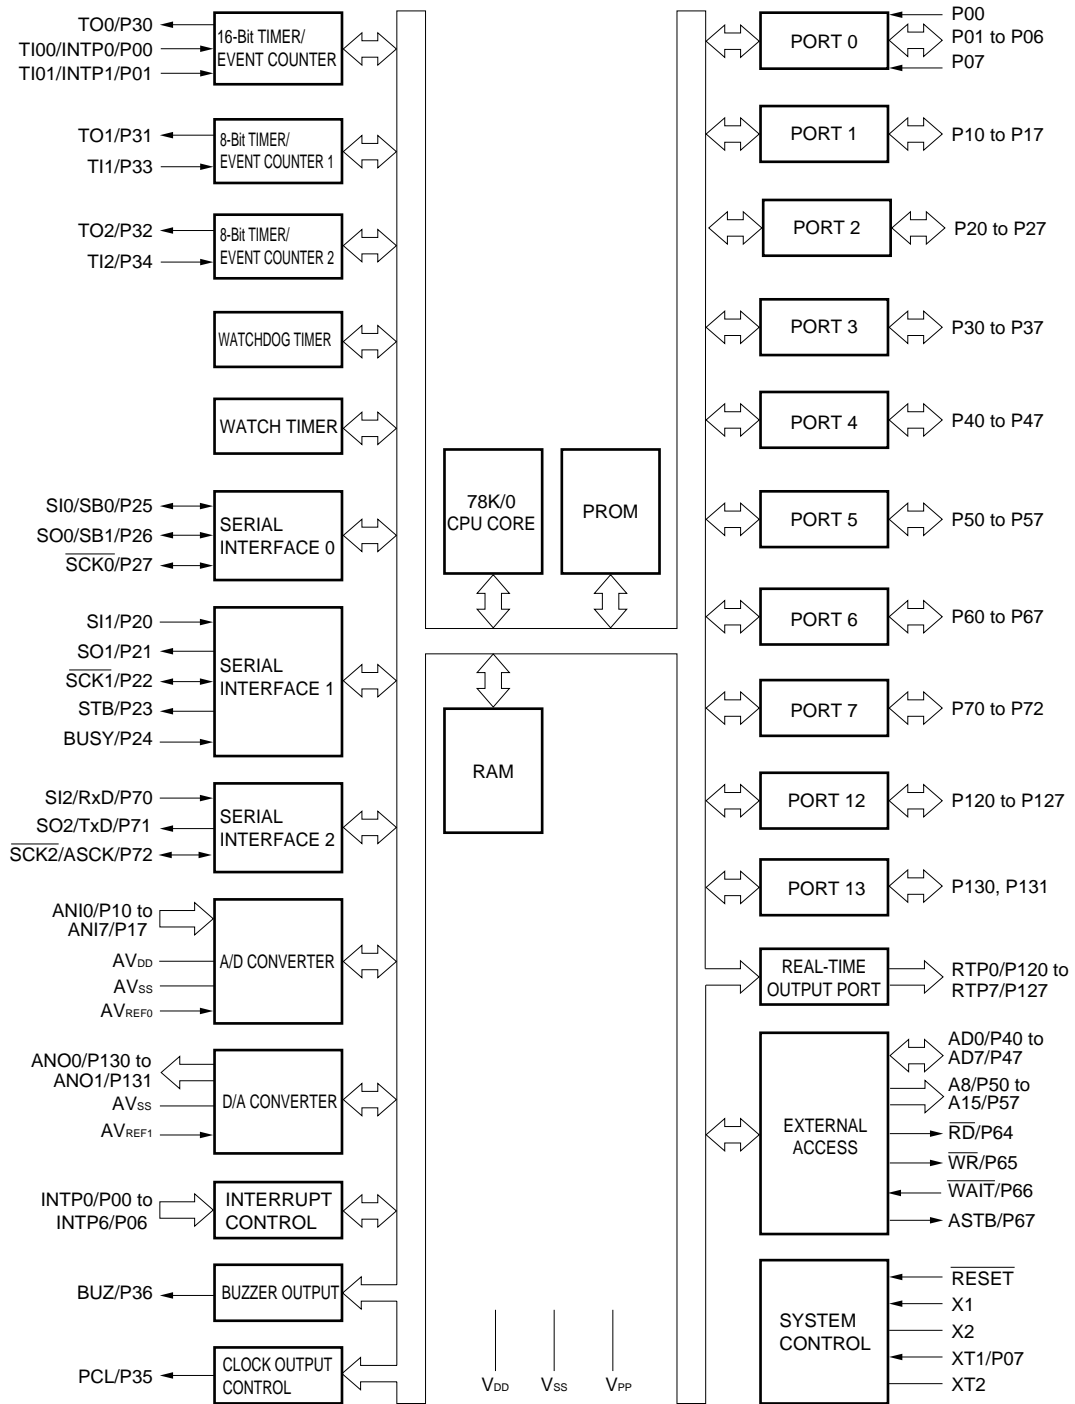 TO0/P30
TI00/INTP0/P00
TI01/INTP1/P01
16-Bit TIMER/
EVENT COUNTER
TO1/P31
TI1/P33
8-Bit TIMER/
EVENT COUNTER 1
TO2/P32
TI2/P34
8-Bit TIMER/
EVENT COUNTER 2
WATCHDOG TIMER
WATCH TIMER
SI0/SB0/P25
SO0/SB1/P26
SCK0/P27
SERIAL
INTERFACE 0
SI1/P20
SO1/P21
SCK1/P22
STB/P23
BUSY/P24
SERIAL
INTERFACE 1
SI2/RxD/P70
SO2/TxD/P71
SCK2/ASCK/P72
SERIAL
INTERFACE 2
ANI0/P10 to
ANI7/P17
AVDD
AVSS
AVREF0
A/D CONVERTER
ANO0/P130 to
ANO1/P131
AVSS
AVREF1
D/A CONVERTER
INTP0/P00 to
INTP6/P06
INTERRUPT
CONTROL
BUZ/P36
BUZZER OUTPUT
PCL/P35
CLOCK OUTPUT
CONTROL
78K/0
CPU CORE
PROM
RAM
VDD
VSS
VPP
PORT 0
P00
P01 to P06
P07
PORT 1
P10 to P17
PORT 2
P20 to P27
PORT 3
P30 to P37
PORT 4
P40 to P47
PORT 5
P50 to P57
PORT 6
P60 to P67
PORT 7
P70 to P72
PORT 12
P120 to P127
PORT 13
P130, P131
REAL-TIME
OUTPUT PORT
RTP0/P120 to
RTP7/P127
EXTERNAL
ACCESS
AD0/P40 to
AD7/P47
A8/P50 to
A15/P57
RD/P64
WR/P65
WAIT/P66
ASTB/P67
SYSTEM
CONTROL
RESET
X1
X2
XT1/P07
XT2